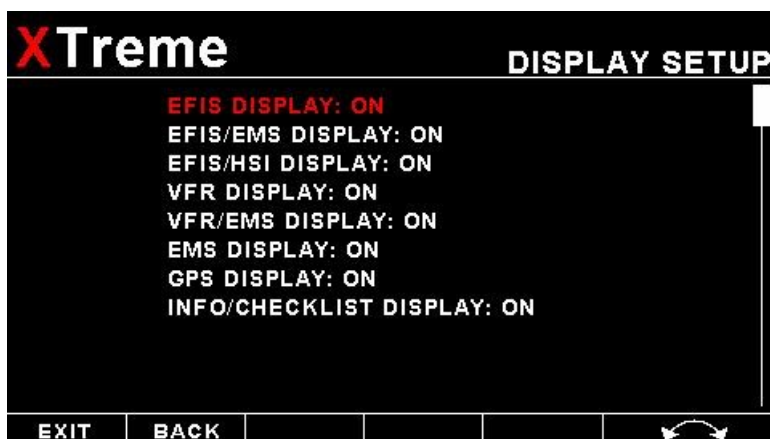 XTreme
DISPLAY SETUP
EFIS DISPLAY: ON
EFIS/EMS DISPLAY: ON
EFIS/HSI DISPLAY: ON
VFR DISPLAY: ON
VFR/EMS DISPLAY: ON
EMS DISPLAY: ON
GPS DISPLAY: ON
INFO/CHECKLIST DISPLAY: ON
EXIT BACK